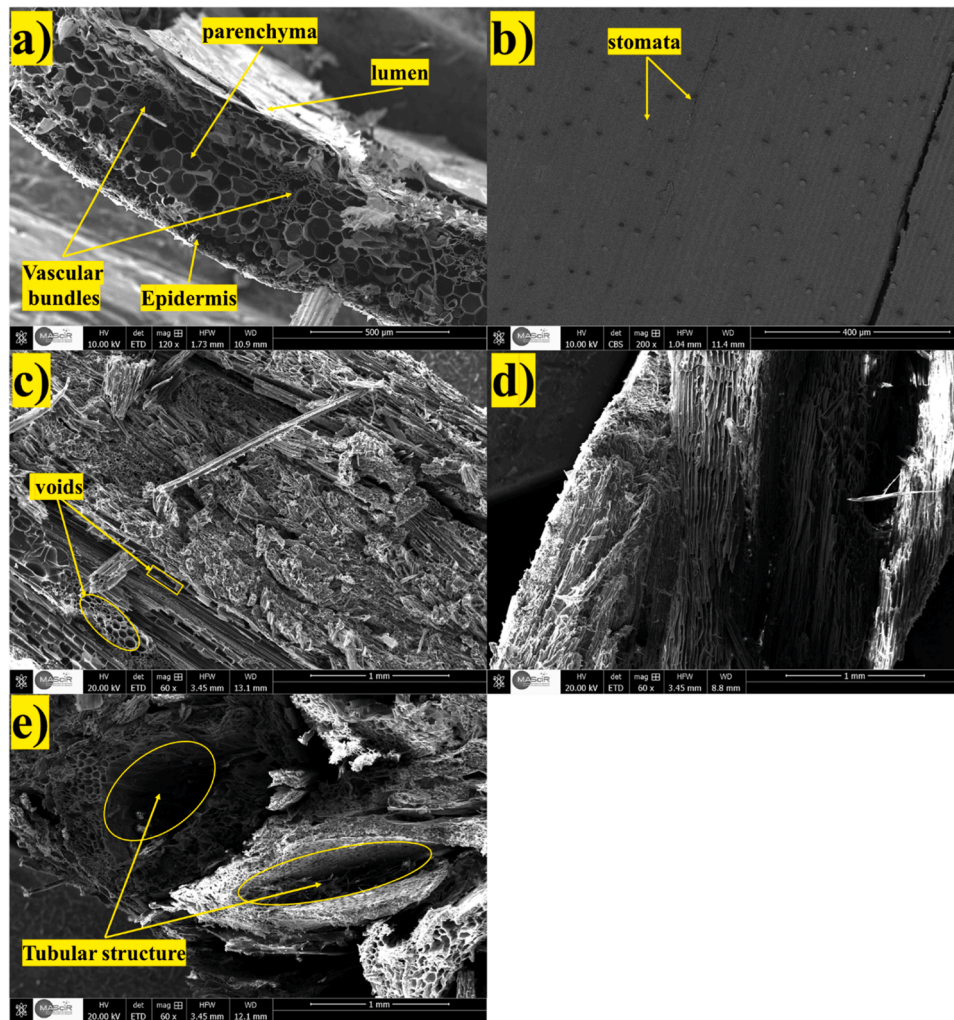 a)
parenchyma
lumen
Vascular
bundles
Epidermis
HV det mag HFW WD
10.00 kV ETD 120 x 1.73 mm 10.9 mm
500 µm
MAScIR
b)
stomata
HV det mag HFW WD
10.00 kV CBS 200 x 1.04 mm 11.4 mm
400 µm
MAScIR
c)
voids
HV det mag HFW WD
20.00 kV ETD 60 x 3.45 mm 13.1 mm
1 mm
MAScIR
d)
HV det mag HFW WD
20.00 kV ETD 60 x 3.45 mm 8.8 mm
1 mm
MAScIR
e)
Tubular structure
HV det mag HFW WD
20.00 kV ETD 60 x 3.45 mm 12.1 mm
1 mm
MAScIR